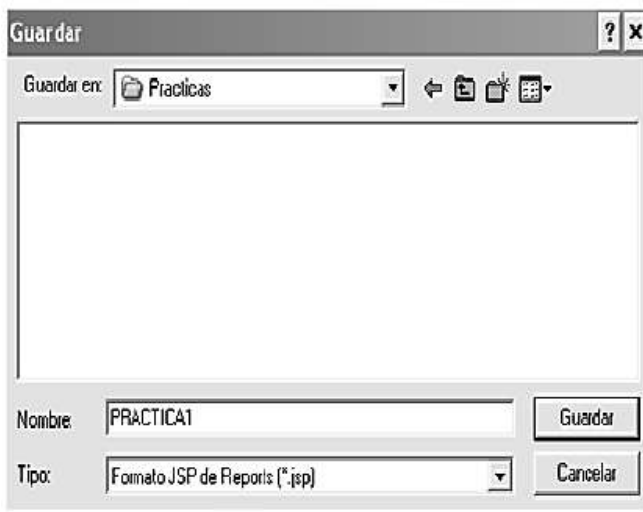 Guardar
Guardar en: Practicas
Nombre: PRACTICA1
Guardar
Tipo: Formato JSP de Reports (*.jsp)
Cancelar